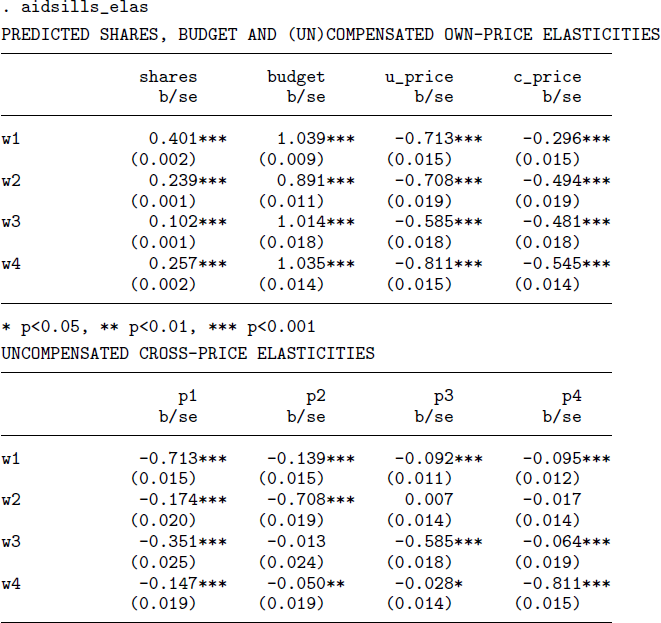 . aidsills_elas
PREDICTED SHARES, BUDGET AND (UN)COMPENSATED OWN-PRICE ELASTICITIES
shares budget u_price c_price
b/se b/se b/se b/se
w1 0.401*** 1.039*** -0.713*** -0.296***
(0.002) (0.009) (0.015) (0.015)
w2 0.239*** 0.891*** -0.708*** -0.494***
(0.001) (0.011) (0.019) (0.019)
w3 0.102*** 1.014*** -0.585*** -0.481***
(0.001) (0.018) (0.018) (0.018)
w4 0.257*** 1.035*** -0.811*** -0.545***
(0.002) (0.014) (0.015) (0.014)
* p<0.05, ** p<0.01, *** p<0.001
UNCOMPENSATED CROSS-PRICE ELASTICITIES
p1 p2 p3 p4
b/se b/se b/se b/se
w1 -0.713*** -0.139*** -0.092*** -0.095***
(0.015) (0.015) (0.011) (0.012)
w2 -0.174*** -0.708*** 0.007 -0.017
(0.020) (0.019) (0.014) (0.014)
w3 -0.351*** -0.013 -0.585*** -0.064***
(0.025) (0.024) (0.018) (0.019)
w4 -0.147*** -0.050** -0.028* -0.811***
(0.019) (0.019) (0.014) (0.015)